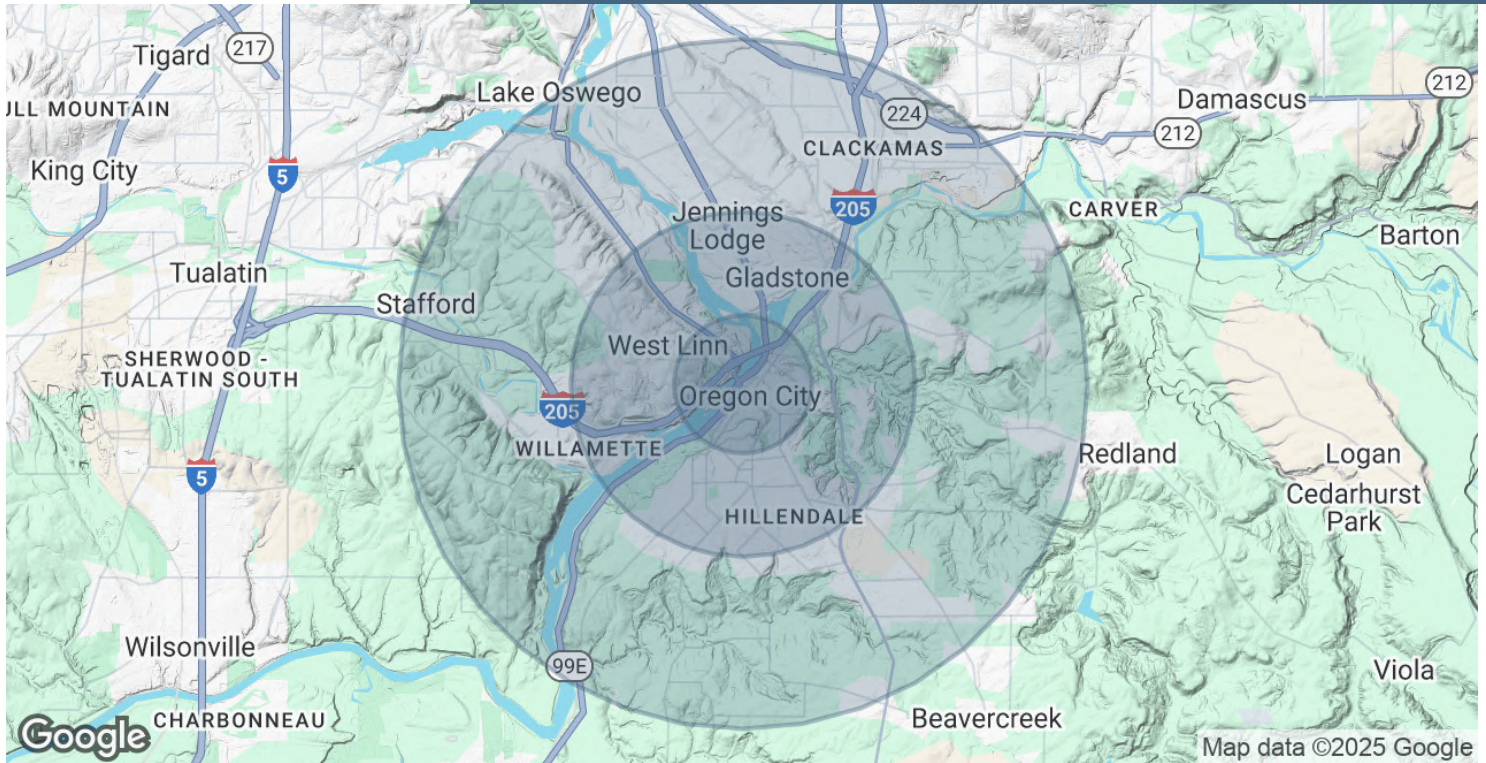 Tigard
217
Lake Oswego
Damascus
212
ULL MOUNTAIN
224
212
King City
5
CLACKAMAS
205
Jennings
Lodge
CARVER
Barton
Tualatin
Gladstone
Stafford
West Linn
SHERWOOD -
TUALATIN SOUTH
Oregon City
205
WILLAMETTE
Redland
Logan
5
Cedarhurst
Park
HILLENDALE
Wilsonville
99E
Viola
CHARBONNEAU
Beavercreek
Google
Map data ©2025 Google